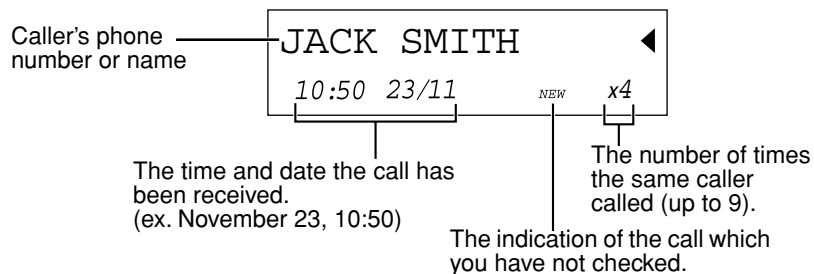 Caller's phone
number or name
JACK SMITH
10:50 23/11 NEW x4
The time and date the call has
been received.
(ex. November 23, 10:50)
The number of times
the same caller
called (up to 9).
The indication of the call which
you have not checked.